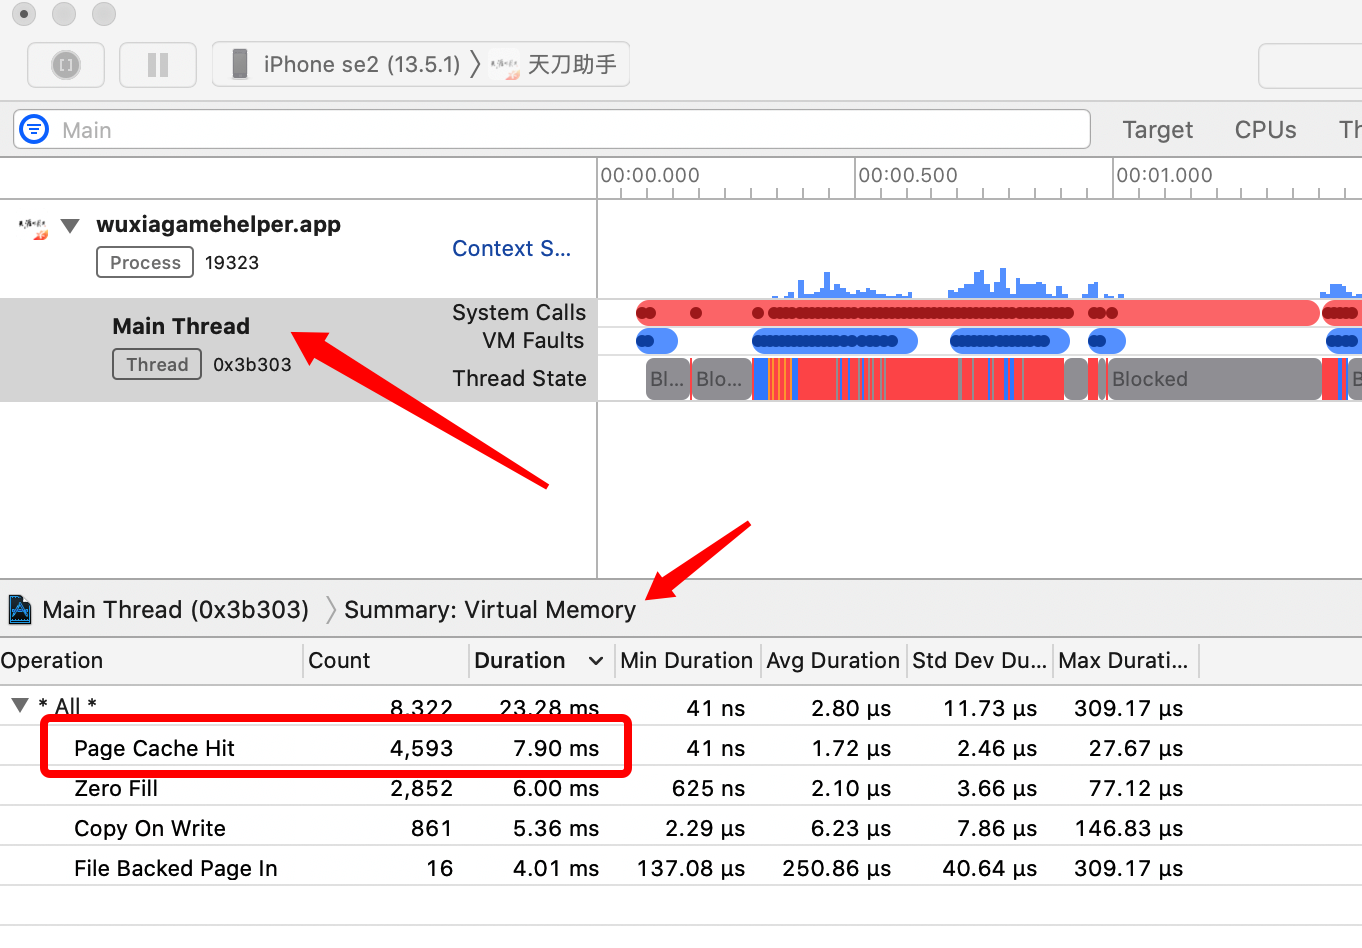 iPhone se2 (13.5.1) 〉 天刀助手
Main
Target CPUs Th
00:00.000 00:00.500 00:01.000
wuxiagamehelper.app
Process 19323
Context S...
Main Thread
Thread 0x3b303
System Calls
VM Faults
Thread State
Bl... Blo... Blocked B
Main Thread (0x3b303) 〉 Summary: Virtual Memory
Operation Count Duration Min Duration Avg Duration Std Dev Du... Max Durati...
* All * 8,322 23.28 ms 41 ns 2.80 µs 11.73 µs 309.17 µs
Page Cache Hit 4,593 7.90 ms 41 ns 1.72 µs 2.46 µs 27.67 µs
Zero Fill 2,852 6.00 ms 625 ns 2.10 µs 3.66 µs 77.12 µs
Copy On Write 861 5.36 ms 2.29 µs 6.23 µs 7.86 µs 146.83 µs
File Backed Page In 16 4.01 ms 137.08 µs 250.86 µs 40.64 µs 309.17 µs